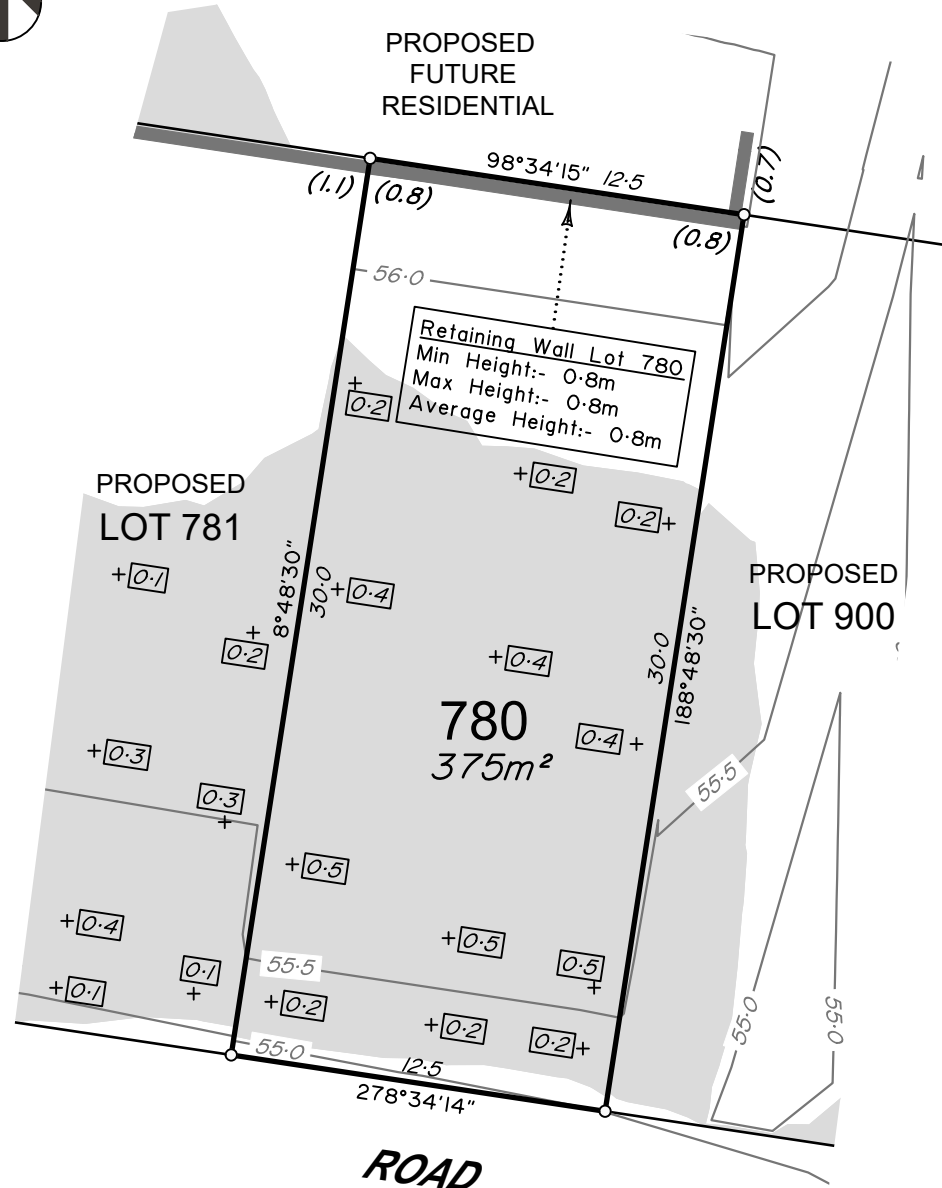 PROPOSED
FUTURE
RESIDENTIAL
98°34'15" 12·5
(0.7)
(1.1) (0.8)
(0.8)
56·0
Retaining Wall Lot 780
Min Height:- 0·8m
Max Height:- 0·8m
Average Height:- 0·8m
0·2
0·2
0·2
PROPOSED
LOT 781
0·1
0·2
8°48'30"
30·0
0·4
0·4
0·4
PROPOSED
LOT 900
30·0
188°48'30"
780
375m²
0·3
0·3
55·5
0·5
0·5
0·5
0·4
0·1
0·1
55·5
0·2
0·2
0·2
55·0
55·0
55·0
12·5
278°34'14"
ROAD